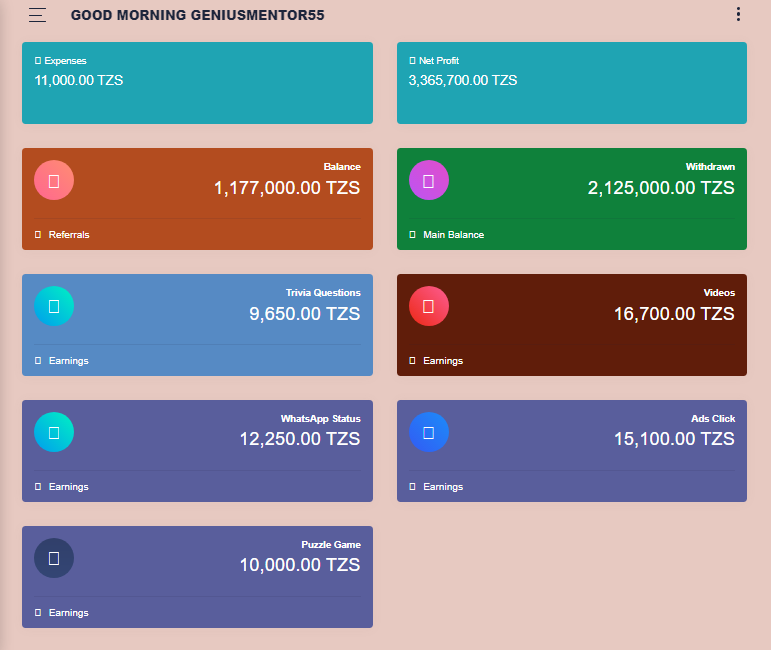 GOOD MORNING GENIUSMENTOR55
Expenses
11,000.00 TZS
Net Profit
3,365,700.00 TZS
Balance
1,177,000.00 TZS
Referrals
Withdrawn
2,125,000.00 TZS
Main Balance
Trivia Questions
9,650.00 TZS
Earnings
Videos
16,700.00 TZS
Earnings
WhatsApp Status
12,250.00 TZS
Earnings
Ads Click
15,100.00 TZS
Earnings
Puzzle Game
10,000.00 TZS
Earnings